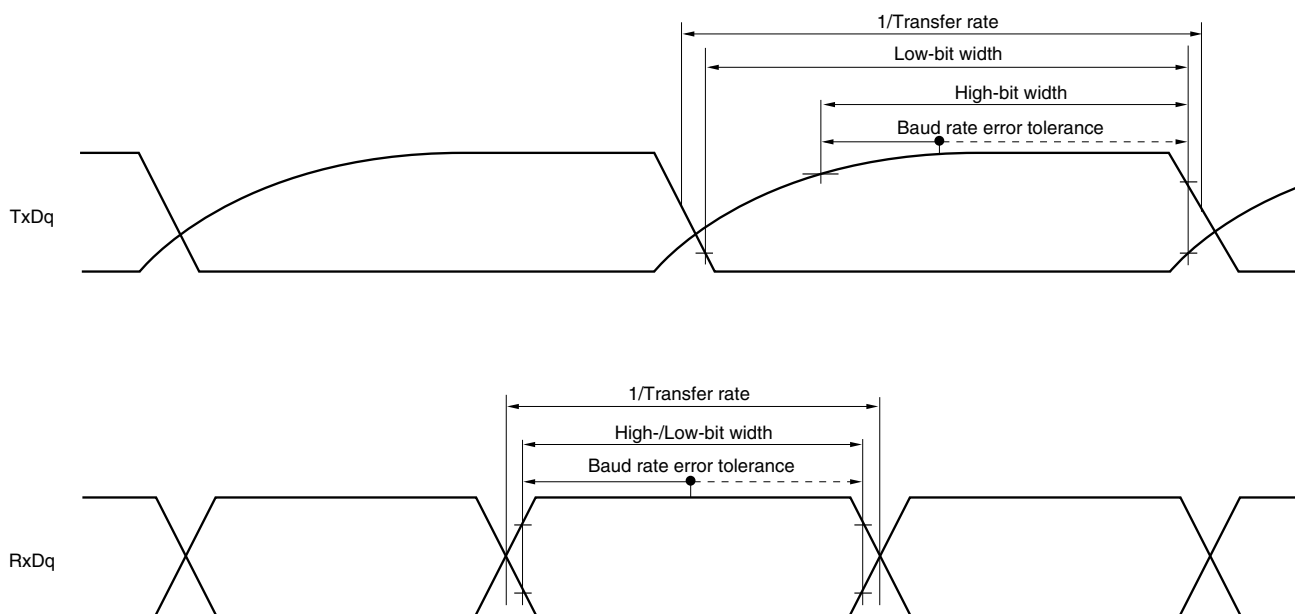 1/Transfer rate
Low-bit width
High-bit width
Baud rate error tolerance
TxDq
1/Transfer rate
High-/Low-bit width
Baud rate error tolerance
RxDq